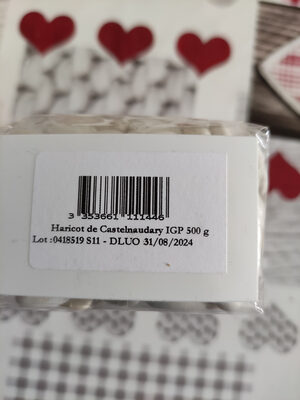 3 353661 111446
Haricot de Castelnaudary IGP 500 g
Lot :0418519 S11 - DLUO 31/08/2024